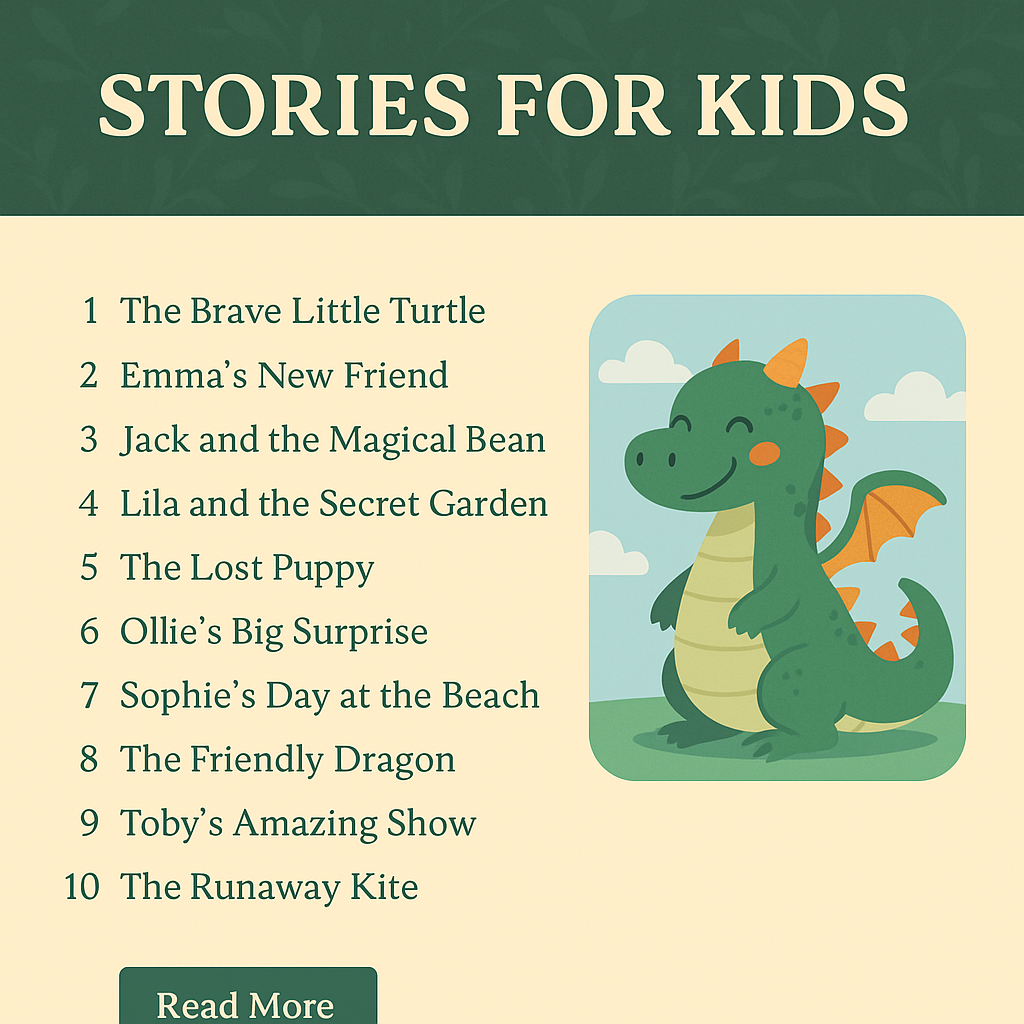 STORIES FOR KIDS
1 The Brave Little Turtle
2 Emma’s New Friend
3 Jack and the Magical Bean
4 Lila and the Secret Garden
5 The Lost Puppy
6 Ollie’s Big Surprise
7 Sophie’s Day at the Beach
8 The Friendly Dragon
9 Toby’s Amazing Show
10 The Runaway Kite
Read More